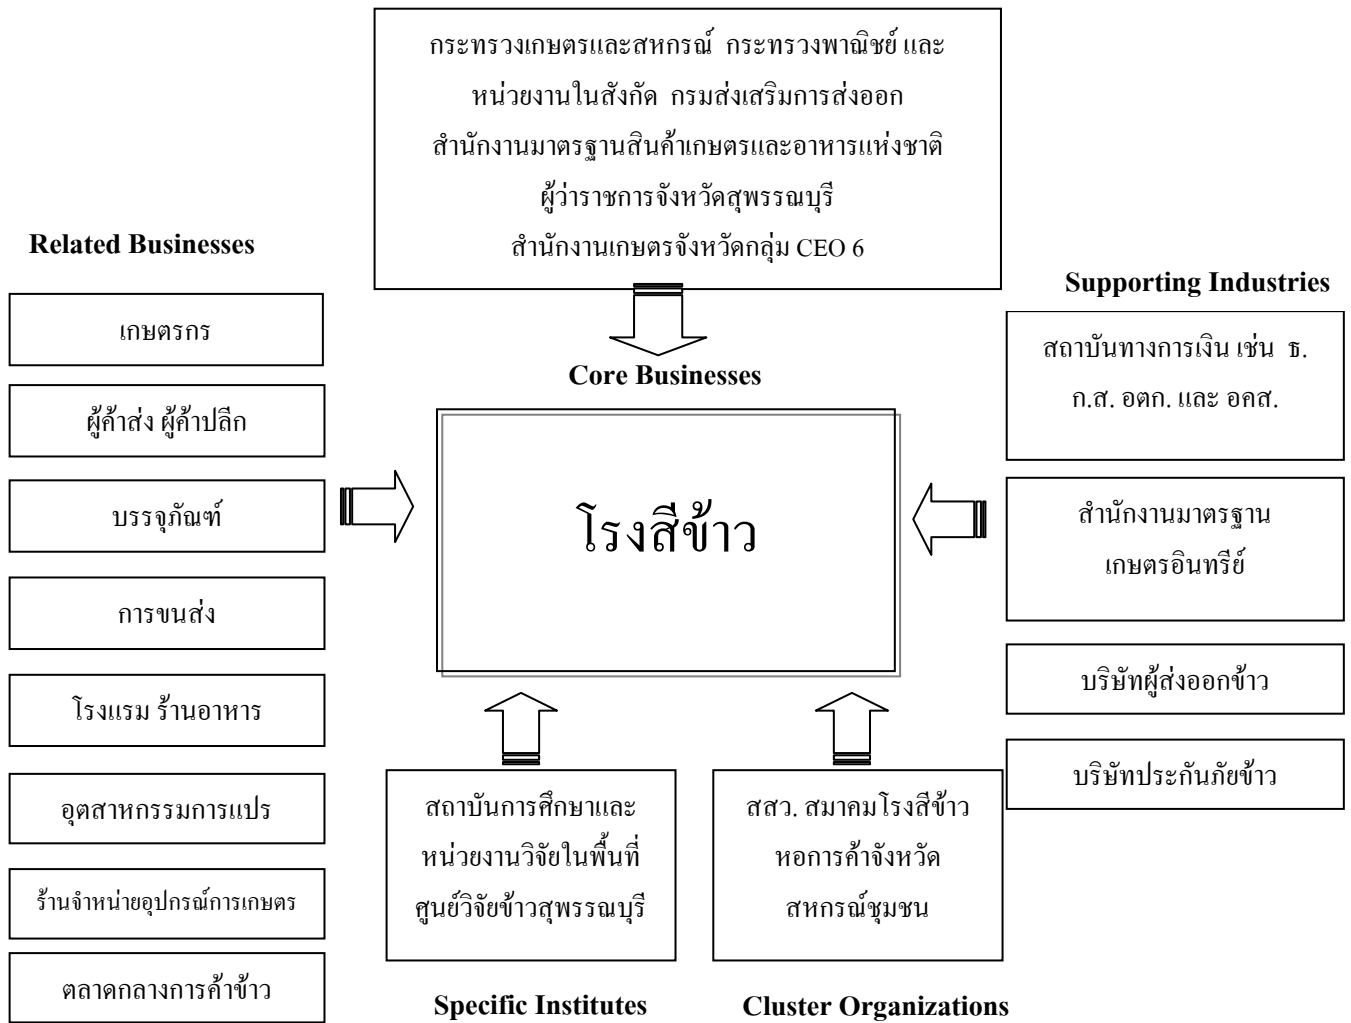 กระทรวงเกษตรและสหกรณ์ กระทรวงพาณิชย์ และ
หน่วยงานในสังกัด กรมส่งเสริมการส่งออก
สำนักงานมาตรฐานสินค้าเกษตรและอาหารแห่งชาติ
ผู้ว่าราชการจังหวัดสุพรรณบุรี
สำนักงานเกษตรจังหวัดกลุ่ม CEO 6
Related Businesses
เกษตรกร
ผู้ค้าส่ง ผู้ค้าปลีก
บรรจุภัณฑ์
การขนส่ง
โรงแรม ร้านอาหาร
อุตสาหกรรมการแปร
ร้านจำหน่ายอุปกรณ์การเกษตร
ตลาดกลางการค้าข้าว
Core Businesses
โรงสีข้าว
Supporting Industries
สถาบันทางการเงิน เช่น ธ.
ก.ส. อตก. และ อคส.
สำนักงานมาตรฐาน
เกษตรอินทรีย์
บริษัทผู้ส่งออกข้าว
บริษัทประกันภัยข้าว
สถาบันการศึกษาและ
หน่วยงานวิจัยในพื้นที่
ศูนย์วิจัยข้าวสุพรรณบุรี
Specific Institutes
สสว. สมาคมโรงสีข้าว
หอการค้าจังหวัด
สหกรณ์ชุมชน
Cluster Organizations